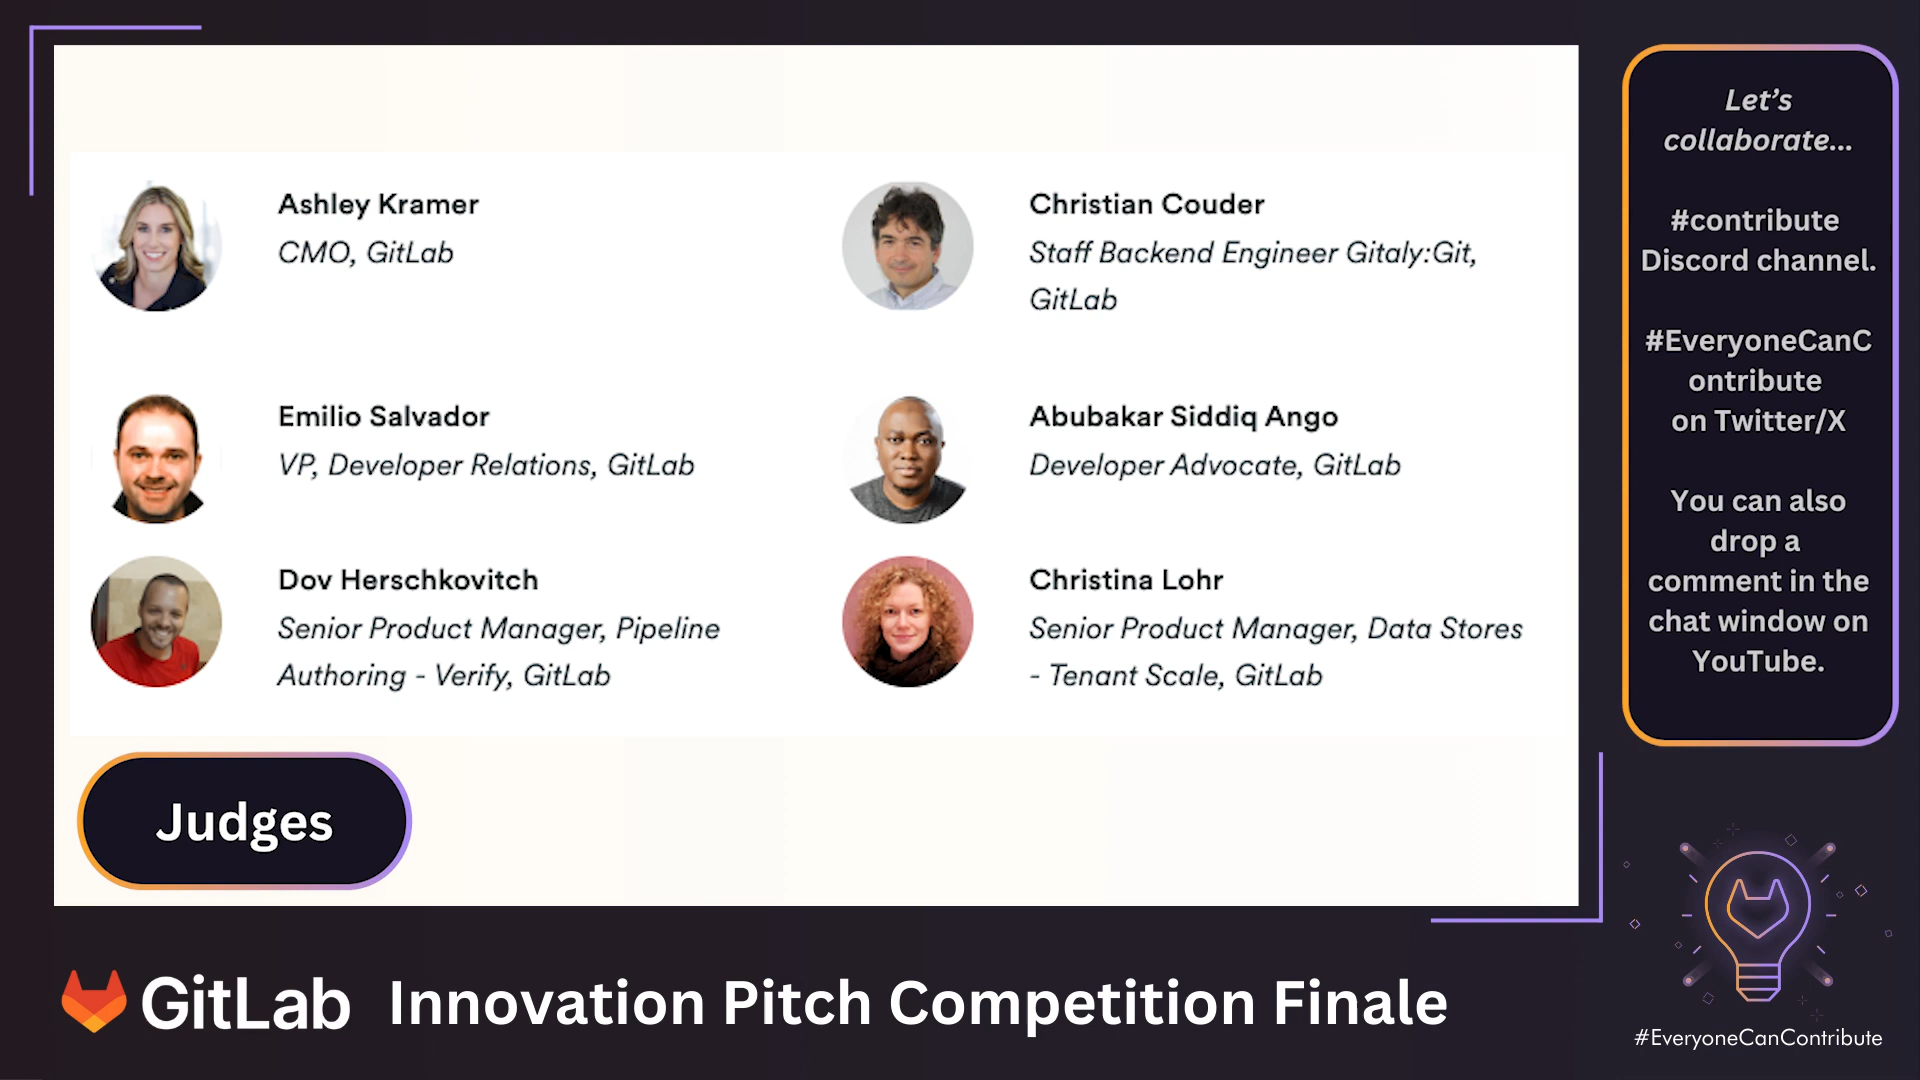 Ashley Kramer
CMO, GitLab
Christian Couder
Staff Backend Engineer Gitaly:Git,
GitLab
Emilio Salvador
VP, Developer Relations, GitLab
Abubakar Siddiq Ango
Developer Advocate, GitLab
Dov Herschkovitch
Senior Product Manager, Pipeline
Authoring - Verify, GitLab
Christina Lohr
Senior Product Manager, Data Stores
- Tenant Scale, GitLab
Judges
Let’s
collaborate...
#contribute
Discord channel.
#EveryoneCanC
ontribute
on Twitter/X
You can also
drop a
comment in the
chat window on
YouTube.
GitLab Innovation Pitch Competition Finale
#EveryoneCanContribute